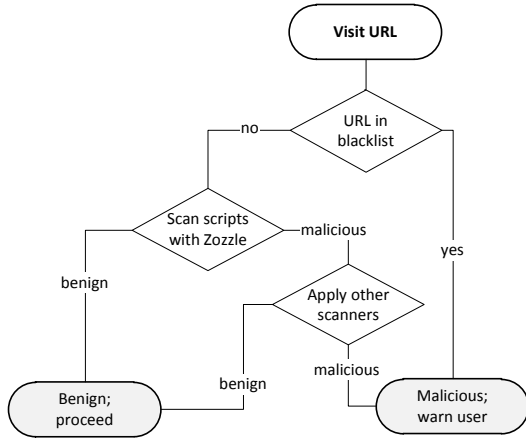 Visit URL
URL in
blacklist
no
Scan scripts
with Zozzle
malicious
yes
benign
Apply other
scanners
benign
malicious
Benign;
proceed
Malicious;
warn user